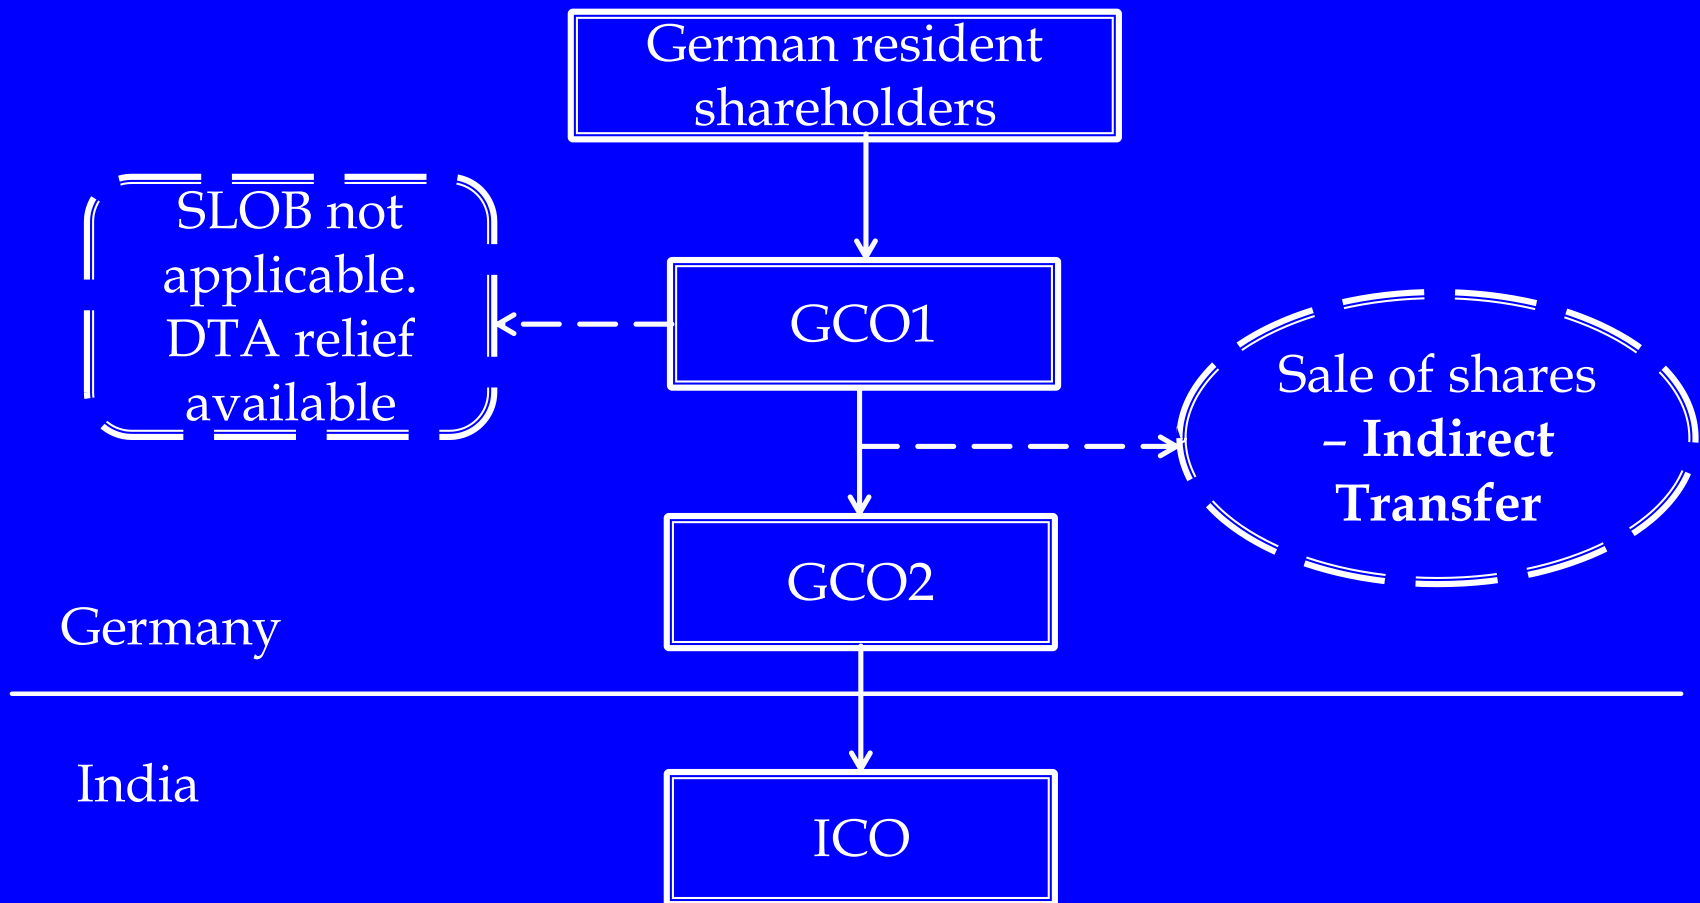 German resident
shareholders
SLOB not
applicable.
DTA relief
available
GCO1
Sale of shares
– Indirect
Transfer
GCO2
Germany
India
ICO